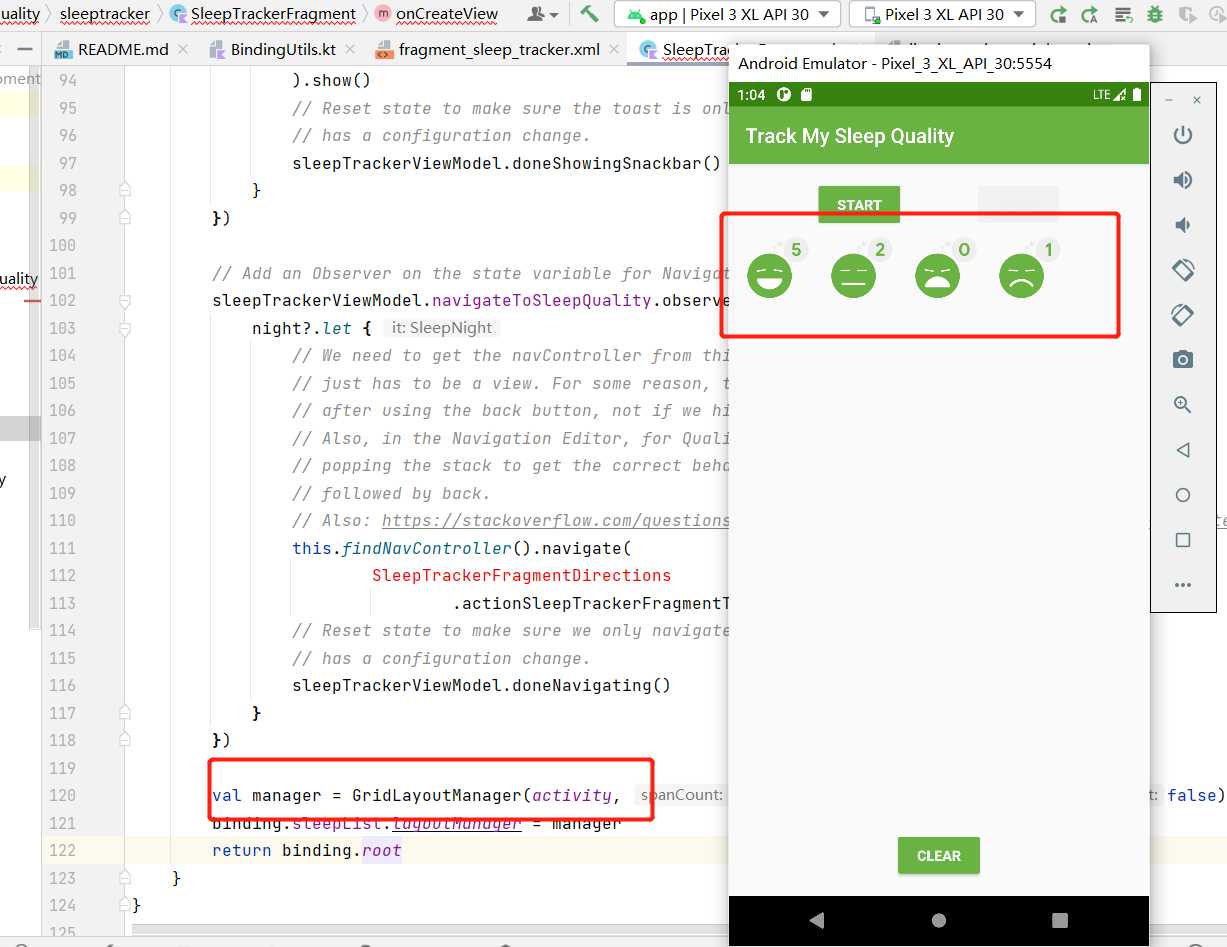 uality sleeptracker SleepTrackerFragment onCreateView app | Pixel 3 XL API 30 Pixel 3 XL API 30
README.md BindingUtils.kt fragment_sleep_tracker.xml SleepTrac
oment
uality
y
94 ).show()
95 // Reset state to make sure the toast is onl
96 // has a configuration change.
97 sleepTrackerViewModel.doneShowingSnackbar()
98 }
99 })
100
101 // Add an Observer on the state variable for Navigat
102 sleepTrackerViewModel.navigateToSleepQuality.observe
103 night?.let { it: SleepNight
104 // We need to get the navController from thi
105 // just has to be a view. For some reason, t
106 // after using the back button, not if we hi
107 // Also, in the Navigation Editor, for Quali
108 // popping the stack to get the correct beha
109 // followed by back.
110 // Also: https://stackoverflow.com/questions
111 this.findNavController().navigate(
112 SleepTrackerFragmentDirections
113 .actionSleepTrackerFragmentT
114 // Reset state to make sure we only navigate
115 // has a configuration change.
116 sleepTrackerViewModel.doneNavigating()
117 }
118 })
119
120 val manager = GridLayoutManager(activity, spanCount: t: false)
121 binding.sleepList.layoutManager = manager
122 return binding.root
123 }
124 }
125
Android Emulator - Pixel_3_XL_API_30:5554
1:04 LTE
Track My Sleep Quality
START
5 2 0 1
CLEAR